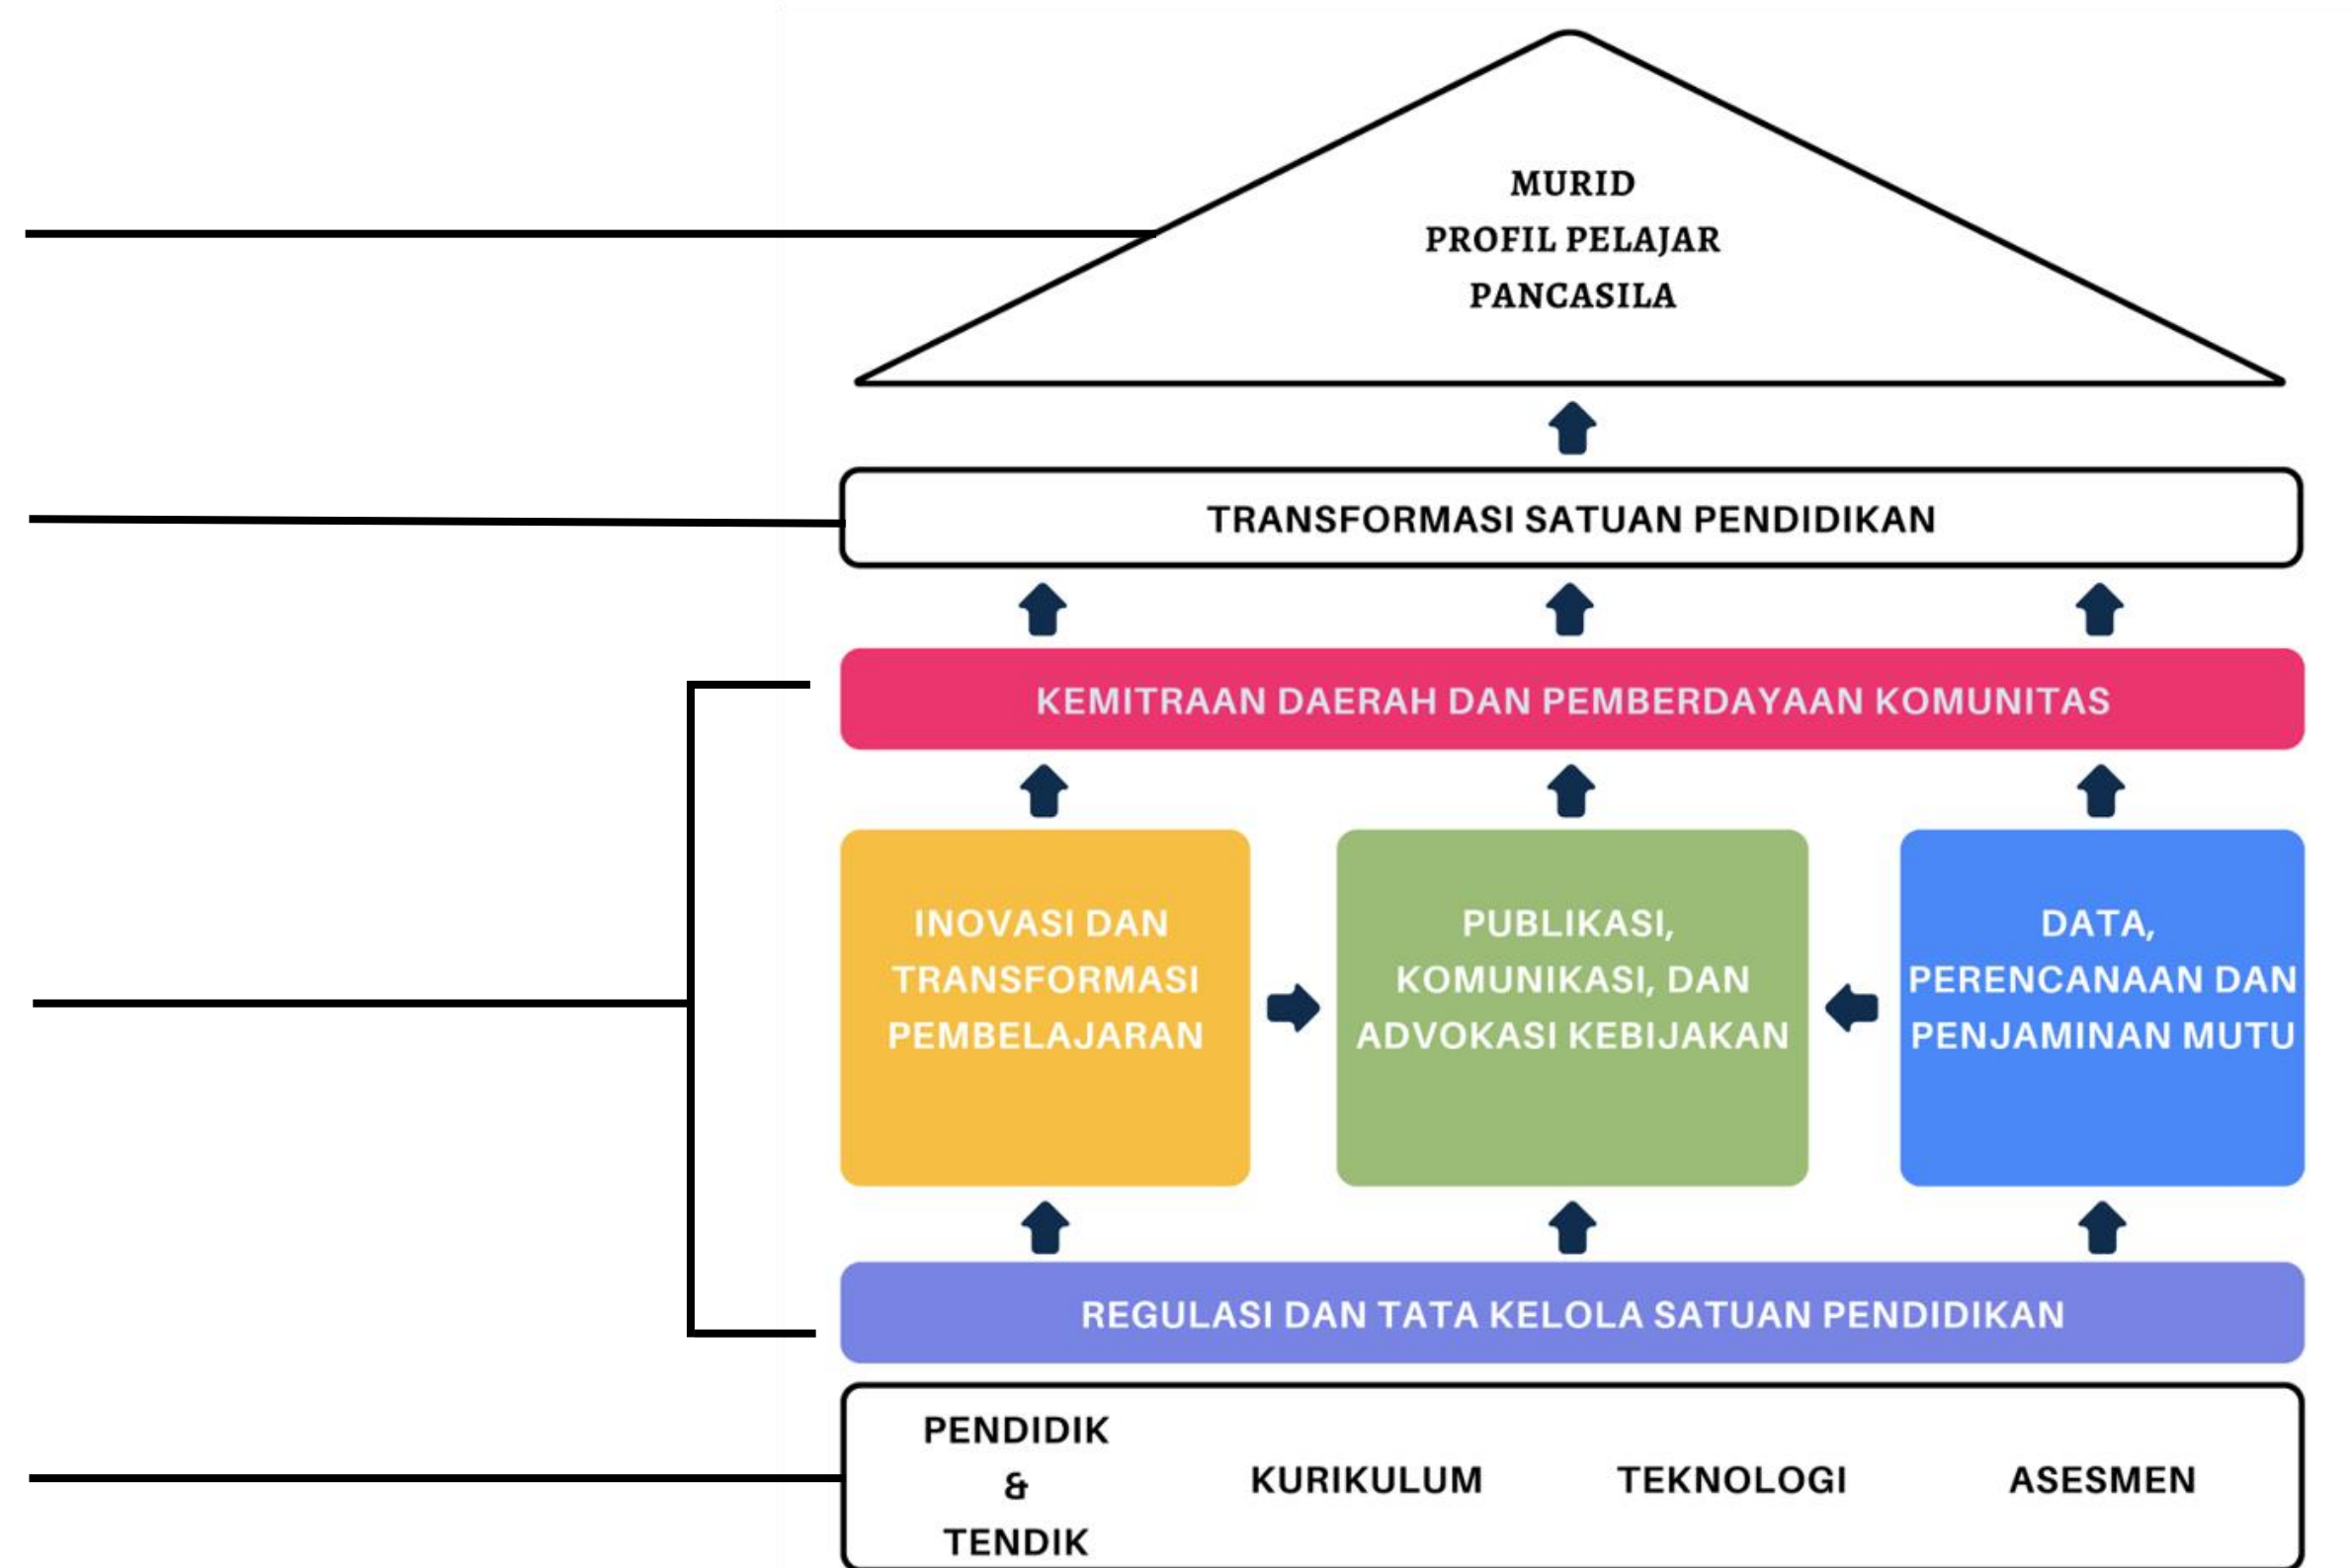 MURID
PROFIL PELAJAR
PANCASILA
TRANSFORMASI SATUAN PENDIDIKAN
KEMITRAAN DAERAH DAN PEMBERDAYAAN KOMUNITAS
INOVASI DAN
TRANSFORMASI
PEMBELAJARAN
PUBLIKASI,
KOMUNIKASI, DAN
ADVOKASI KEBIJAKAN
DATA,
PERENCANAAN DAN
PENJAMINAN MUTU
REGULASI DAN TATA KELOLA SATUAN PENDIDIKAN
PENDIDIK
&
TENDIK
KURIKULUM
TEKNOLOGI
ASESMEN